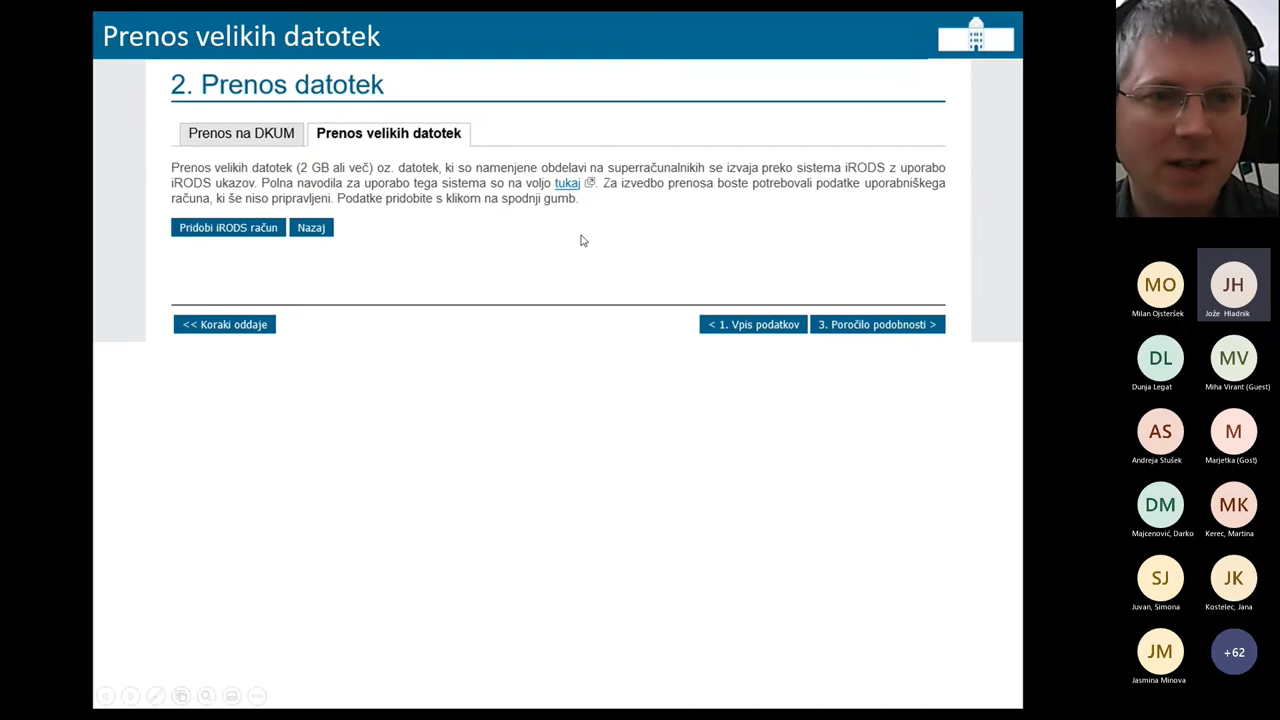 Prenos velikih datotek
2. Prenos datotek
Prenos na DKUM
Prenos velikih datotek
Prenos velikih datotek (2 GB ali več) oz. datotek, ki so namenjene obdelavi na superračunalnikih se izvaja preko sistema iRODS z uporabo
iRODS ukazov. Polna navodila za uporabo tega sistema so na voljo tukaj. Za izvedbo prenosa boste potrebovali podatke uporabniškega
računa, ki še niso pripravljeni. Podatke pridobite s klikom na spodnji gumb.
Pridobi iRODS račun
Nazaj
<< Koraki oddaje
< 1. Vpis podatkov
3. Poročilo podobnosti >
MO
Milan Ojsteršek
JH
Jože Hladnik
DL
Dunja Legat
MV
Miha Virant (Guest)
AS
Andreja Stušek
M
Marjetka (Gost)
DM
Majcenović, Darko
MK
Kerec, Martina
SJ
Juvan, Simona
JK
Kostelec, Jana
JM
Jasmina Minova
+62